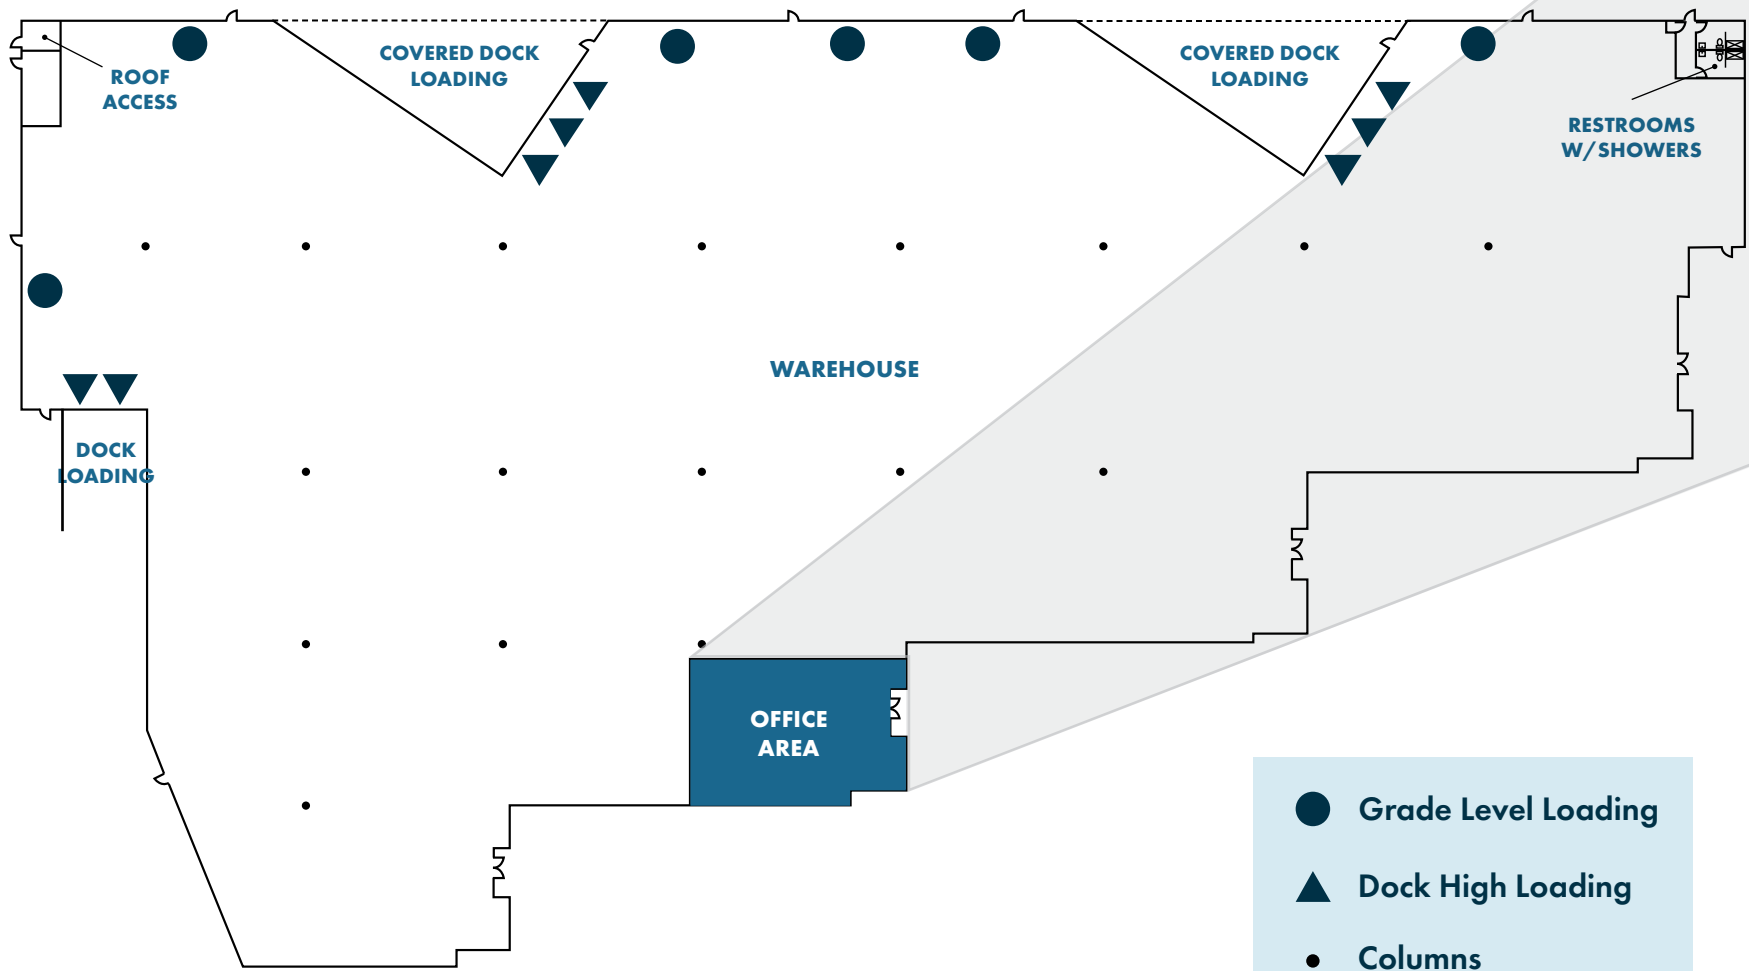 COVERED DOCK
LOADING
COVERED DOCK
LOADING
ROOF
ACCESS
RESTROOMS
W/SHOWERS
WAREHOUSE
DOCK
LOADING
OFFICE
AREA
Grade Level Loading
Dock High Loading
Columns